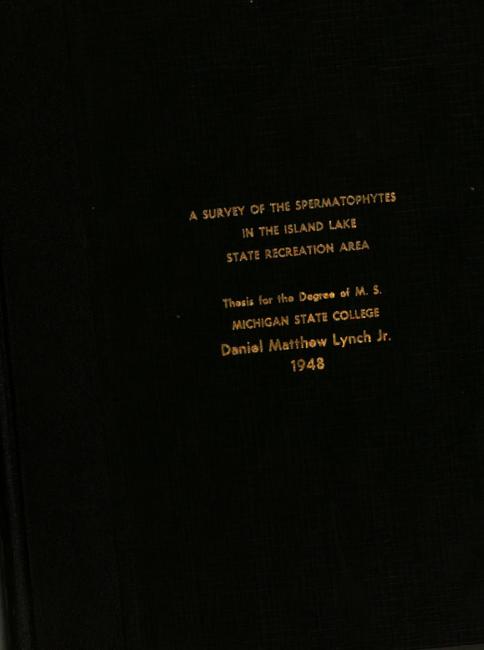 A SURVEY OF THE SPERMATOPHYTES
IN THE ISLAND LAKE
STATE RECREATION AREA
Thesis for the Degree of M. S.
MICHIGAN STATE COLLEGE
Daniel Matthew Lynch Jr.
1948